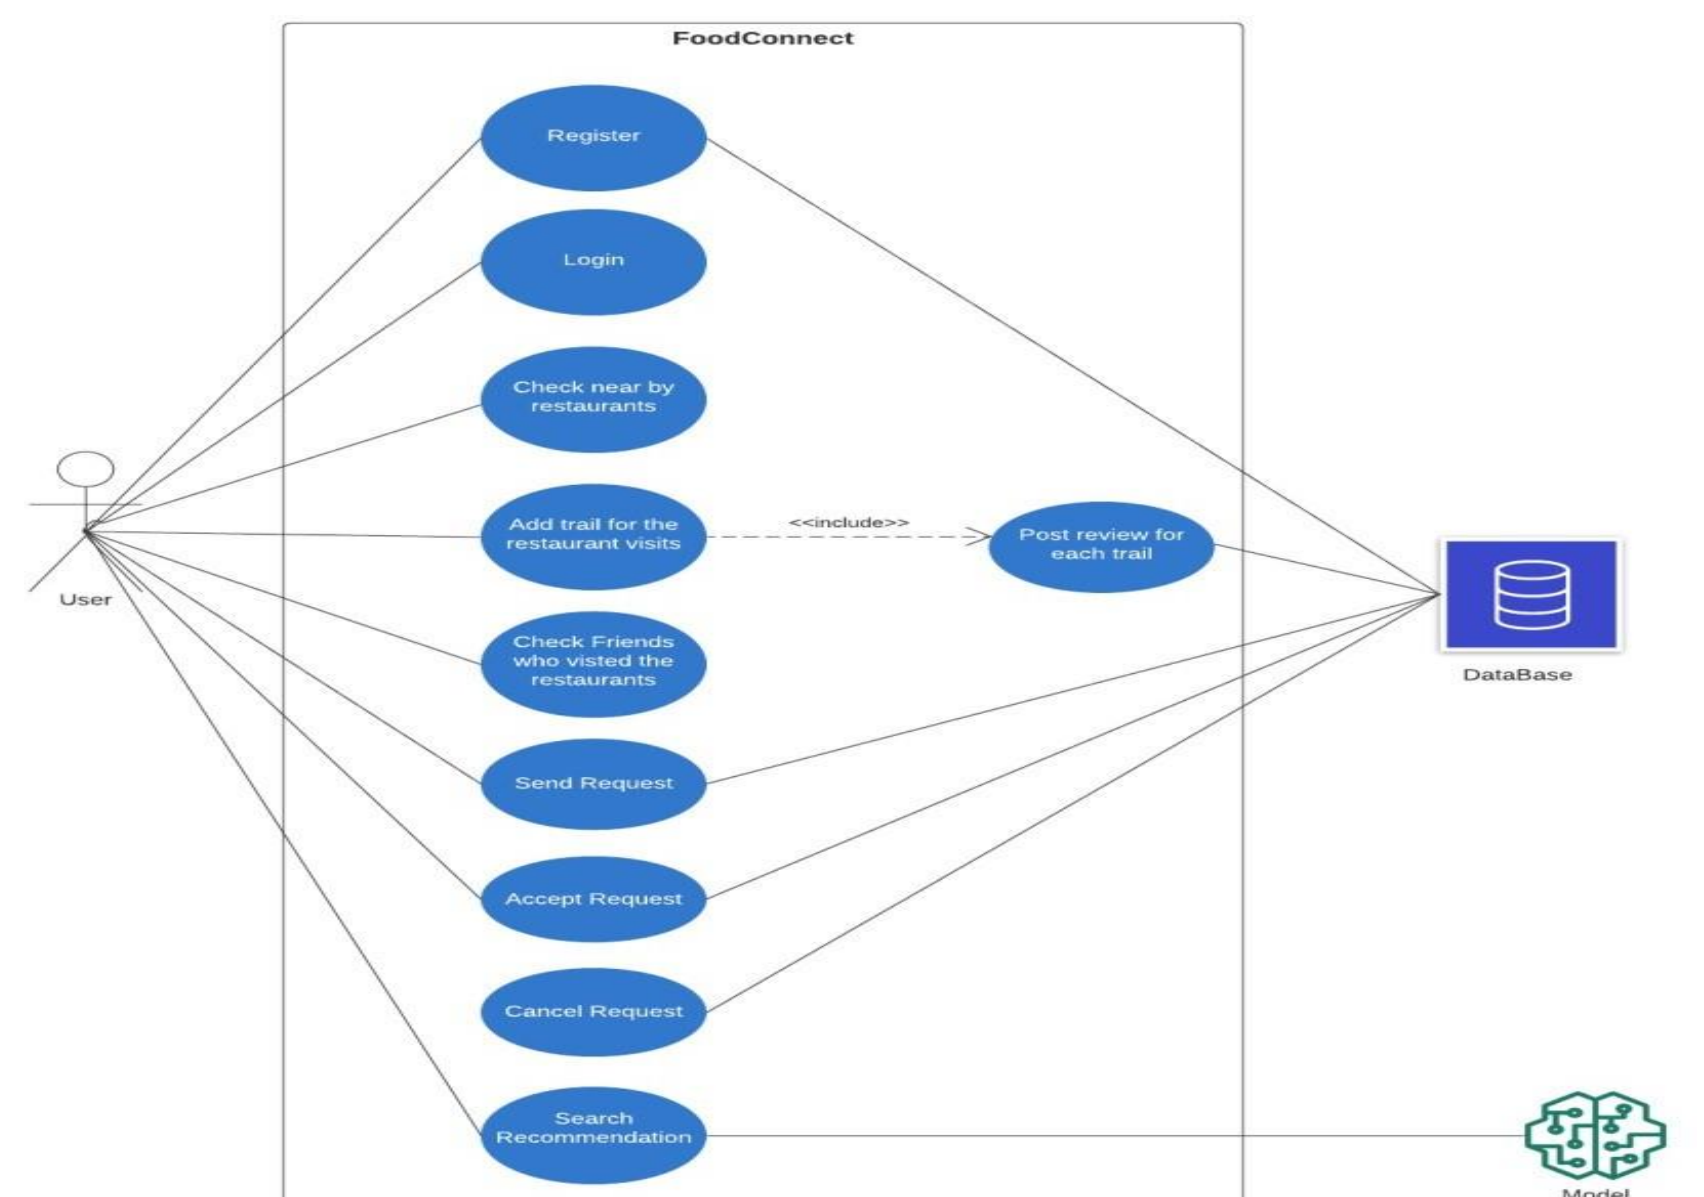 FoodConnect
Register
Login
Check near by
restaurants
Add trail for the
restaurant visits
<<include>>
Post review for
each trail
User
Check Friends
who visted the
restaurants
DataBase
Send Request
Accept Request
Cancel Request
Search
Recommendation
Model